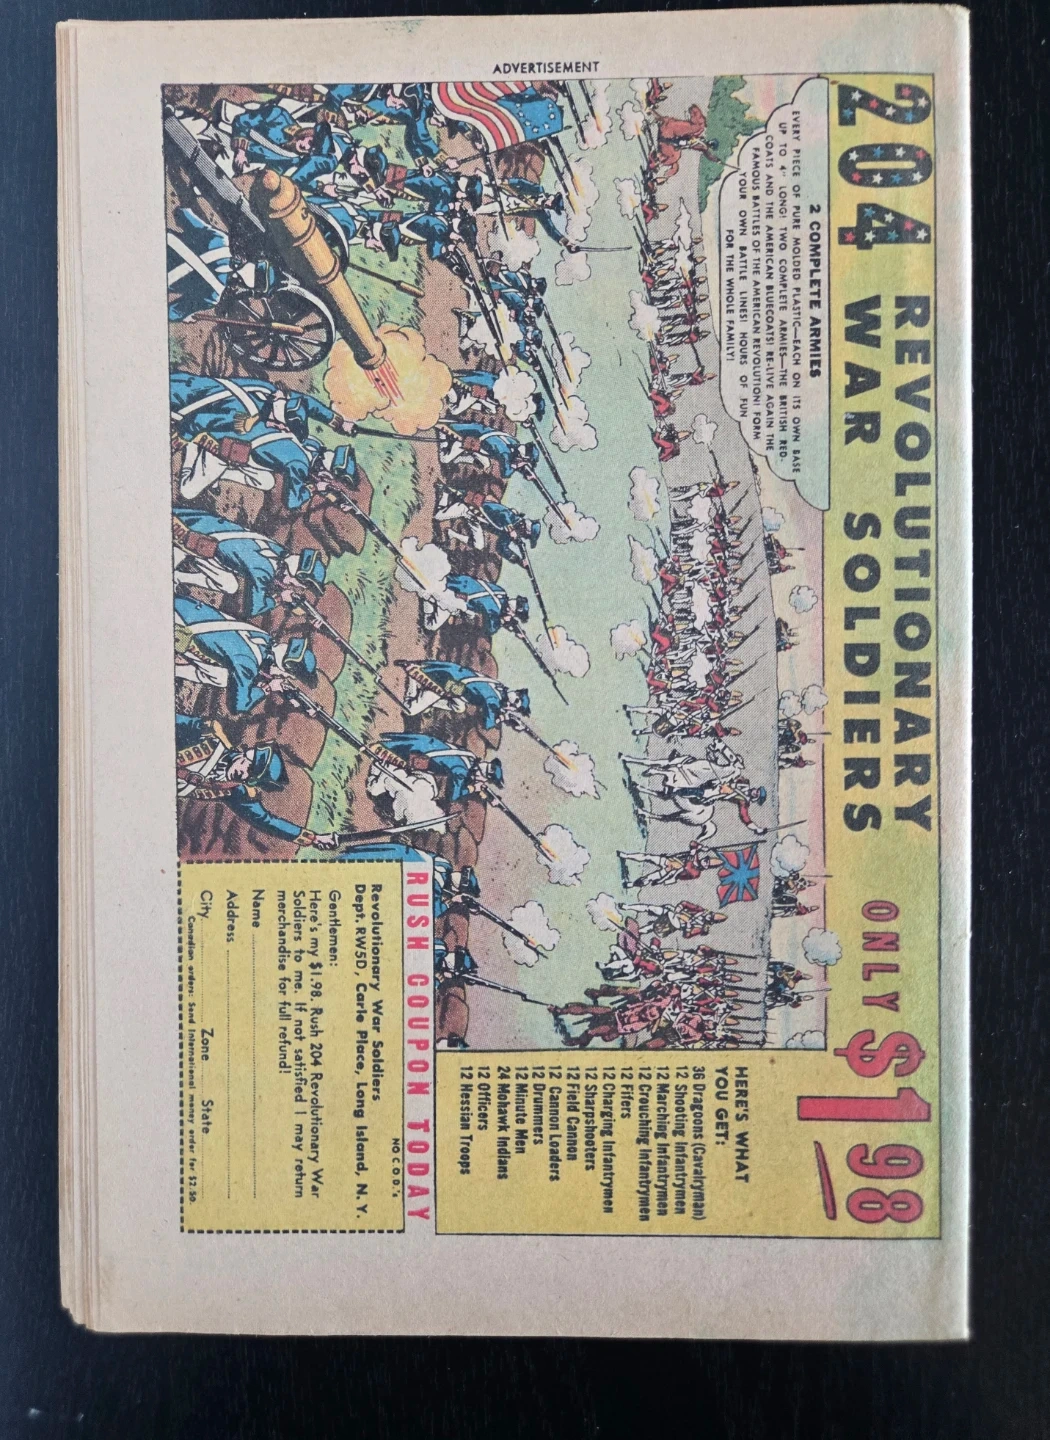 ADVERTISEMENT
204 REVOLUTIONARY
WAR SOLDIERS
ONLY $1 98
2 COMPLETE ARMIES
EVERY PIECE OF PURE MOLDED PLASTIC—EACH ON ITS OWN BASE
UP TO 4" LONG! TWO COMPLETE ARMIES—THE BRITISH RED-
COATS AND THE AMERICAN BLUECOATS! RE-LIVE AGAIN THE
FAMOUS BATTLES OF THE AMERICAN REVOLUTION! FORM
YOUR OWN BATTLE LINES! HOURS OF FUN
FOR THE WHOLE FAMILY!
HERE'S WHAT
YOU GET:
36 Dragoons (Cavalryman)
12 Shooting Infantrymen
12 Marching Infantrymen
12 Crouching Infantrymen
12 Fifers
12 Charging Infantrymen
12 Sharpshooters
12 Field Cannon
12 Cannon Loaders
12 Drummers
12 Minute Men
24 Mohawk Indians
12 Officers
12 Hessian Troops
RUSH COUPON TODAY
NO C.O.D.'s
Revolutionary War Soldiers
Dept. RW5D, Carle Place, Long Island, N. Y.
Gentlemen:
Here's my $1.98. Rush 204 Revolutionary War
Soldiers to me. If not satisfied I may return
merchandise for full refund!
Name
Address
City Zone State
Canadian orders: Send International money order for $2.50.